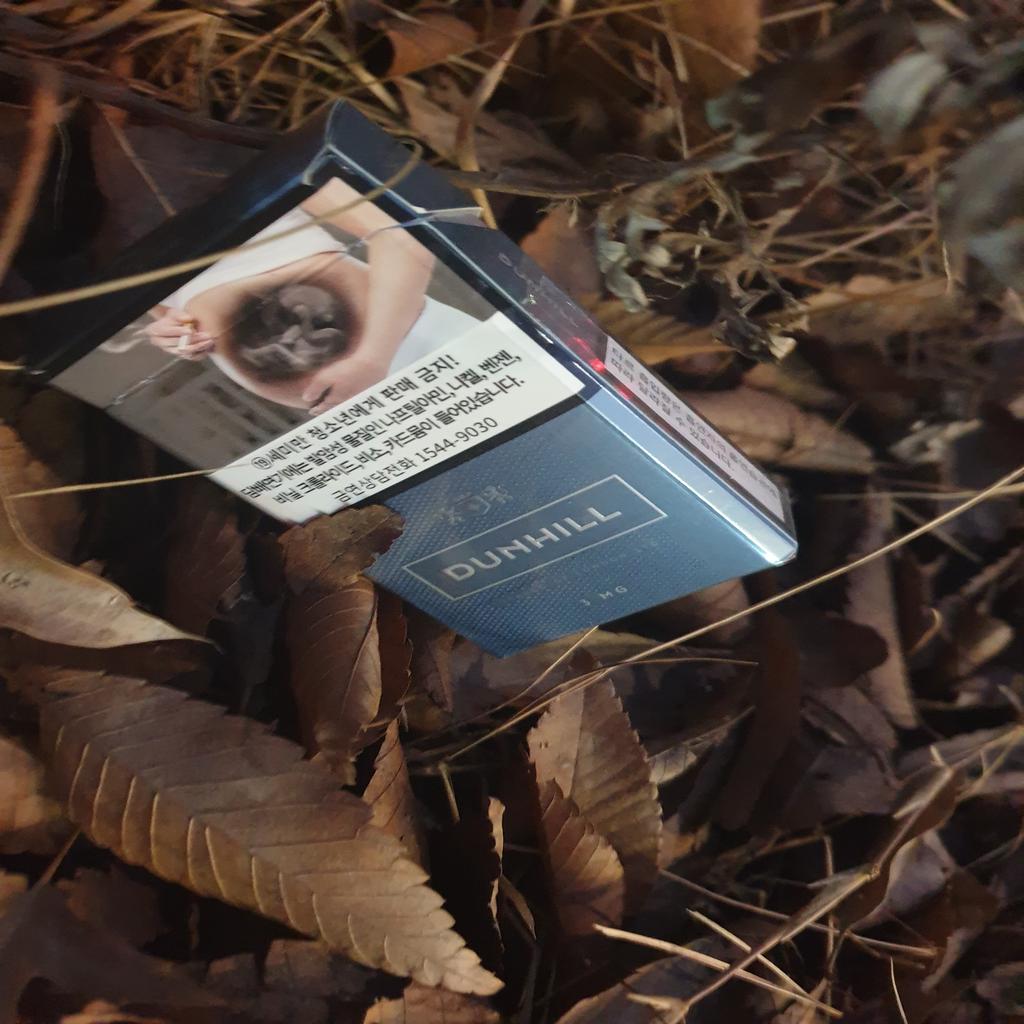 ⑲세미만 청소년에게 판매 금지!
담배연기에는 발암성 물질인 나프틸아민, 니켈, 벤젠,
비닐 크롤라이드, 비소, 카드뮴이 들어있습니다.
금연상담전화 1544-9030
DUNHILL
3 MG